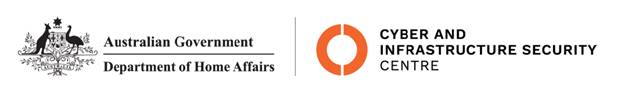 Australian Government
Department of Home Affairs
CYBER AND
INFRASTRUCTURE SECURITY
CENTRE